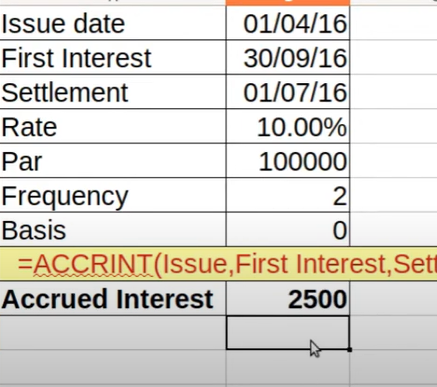 Issue date 01/04/16
First Interest 30/09/16
Settlement 01/07/16
Rate 10.00%
Par 100000
Frequency 2
Basis 0
=ACCRINT(Issue,First Interest,Sett
Accrued Interest 2500